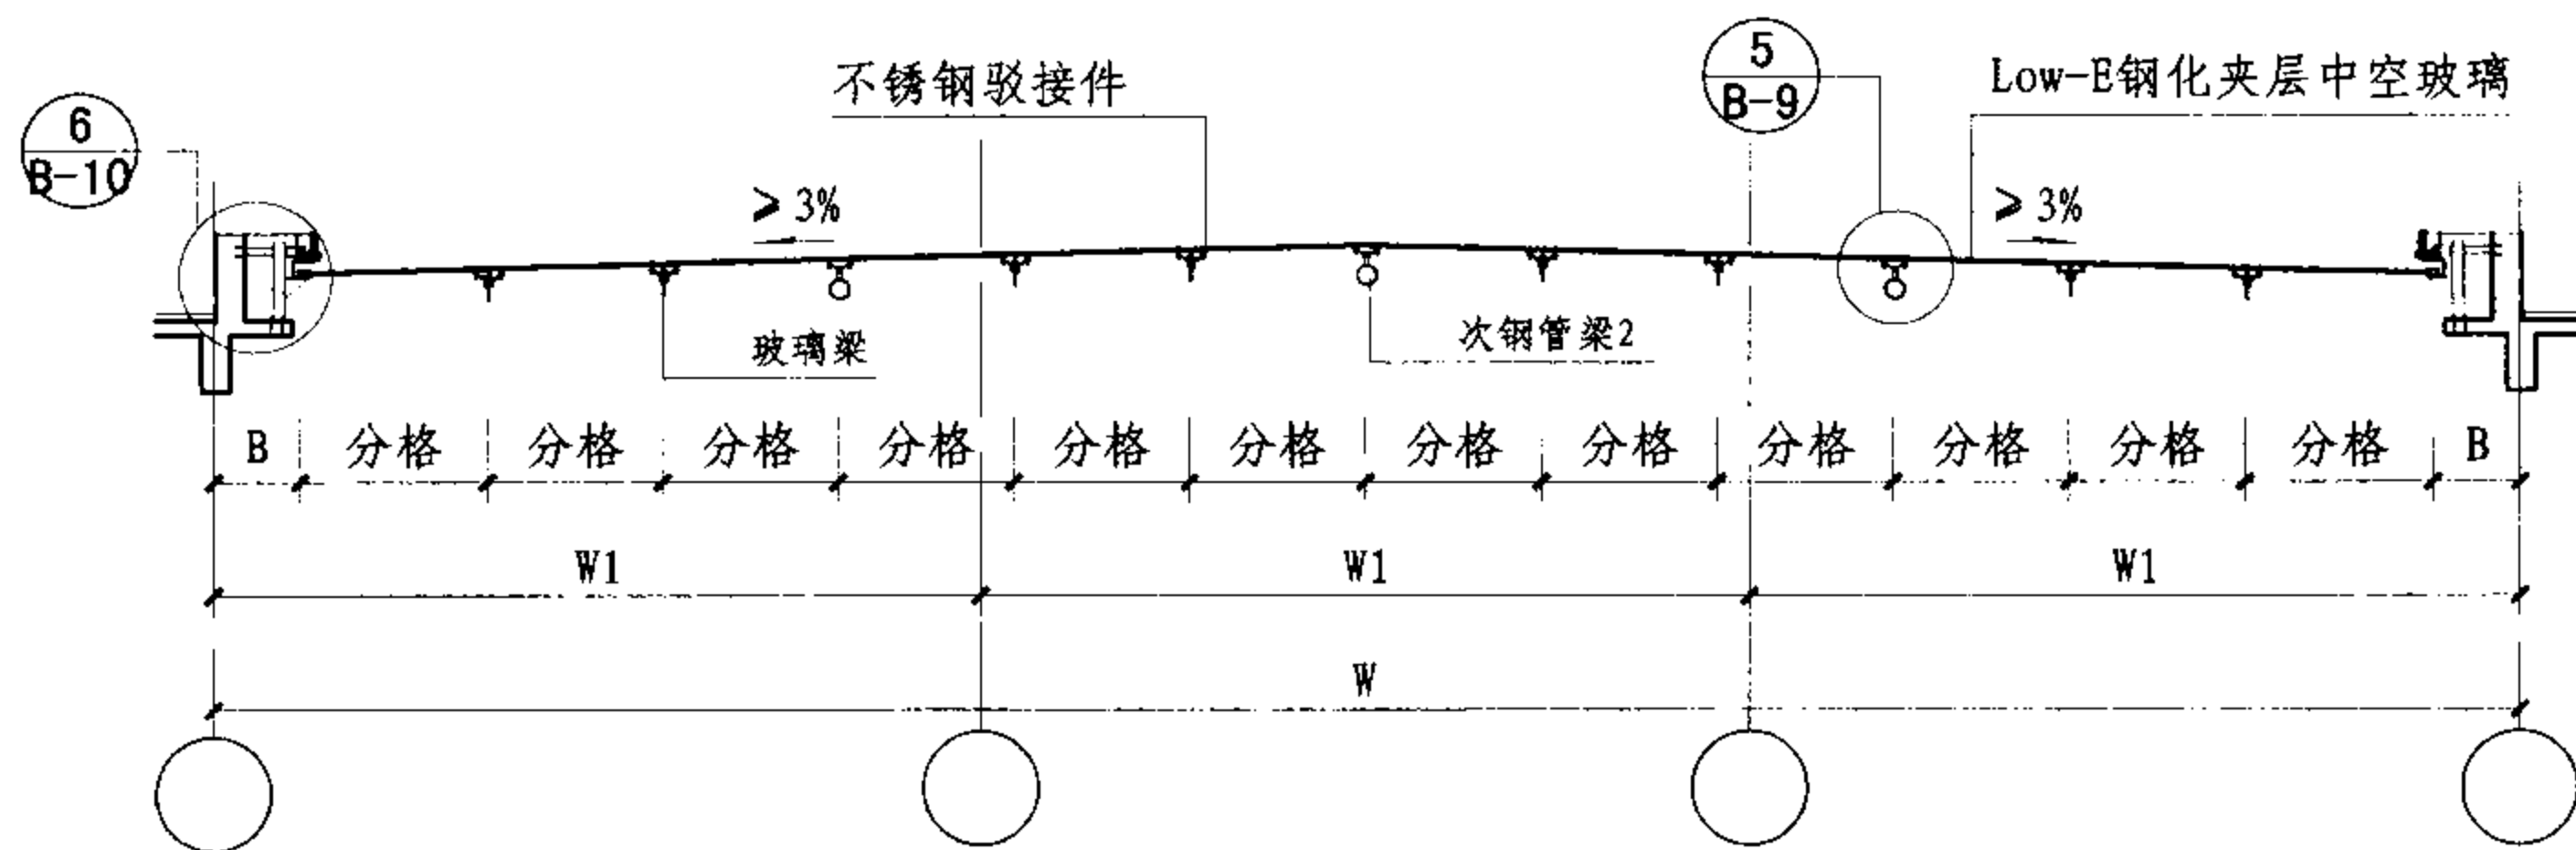 6
B-10
不锈钢驳接件
5
B-9
Low-E钢化夹层中空玻璃
≥3%
≥3%
玻璃梁
次钢管梁2
B 分格 分格 分格 分格 分格 分格 分格 分格 分格 分格 分格 分格 B
W1 W1 W1
W